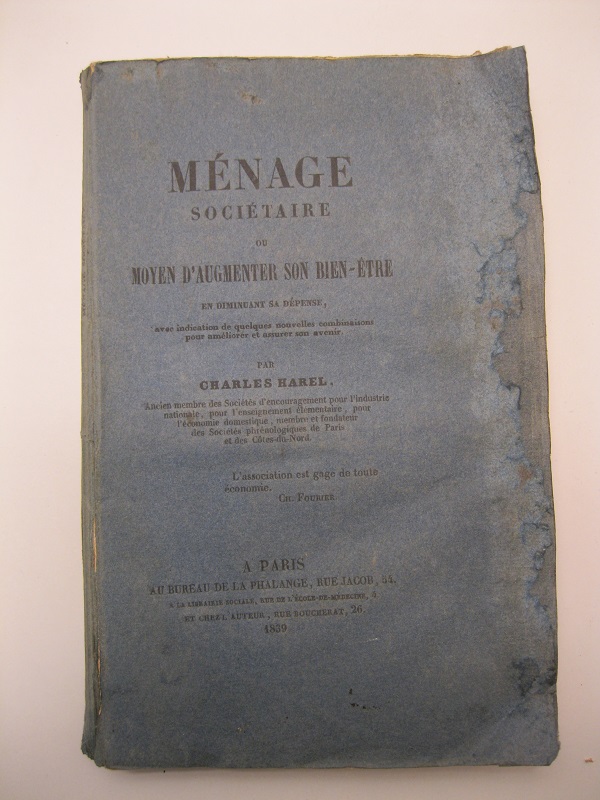 MÉNAGE
SOCIÉTAIRE
OU
MOYEN D'AUGMENTER SON BIEN-ÊTRE
EN DIMINUANT SA DÉPENSE,
avec indication de quelques nouvelles combinaisons
pour améliorer et assurer son avenir.
PAR
CHARLES HAREL,
Ancien membre des Sociétés d'encouragement pour l'industrie
nationale, pour l'enseignement élémentaire, pour
l'économie domestique, membre et fondateur
des Sociétés phrénologiques de Paris
et des Côtes-du-Nord.
L'association est gage de toute
économie.
CH. FOURIER.
A PARIS
AU BUREAU DE LA PHALANGE, RUE JACOB, 54.
A LA LIBRAIRIE SOCIALE, RUE DE L'ÉCOLE-DE-MÉDECINE, 4.
ET CHEZ L'AUTEUR, RUE BOUCHERAT, 26.
1839